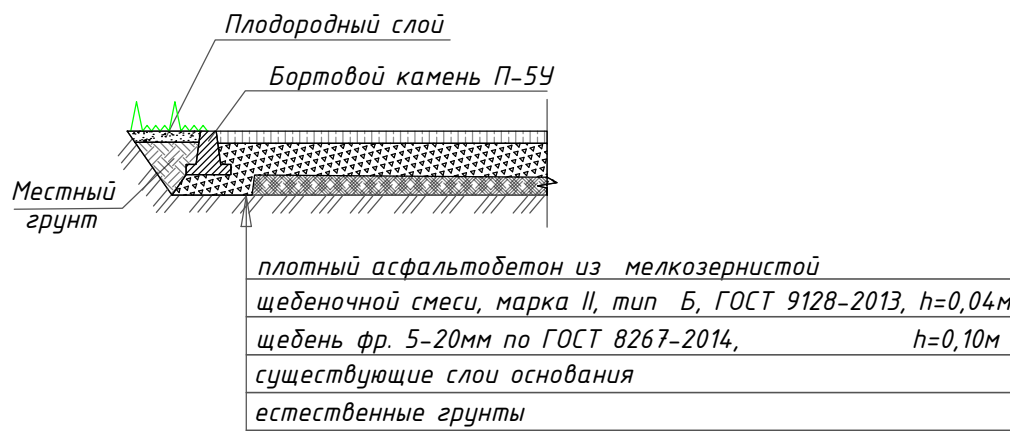 Плодородный слой
Бортовой камень П-5У
Местный
грунт
плотный асфальтобетон из мелкозернистой
щебеночной смеси, марка II, тип Б, ГОСТ 9128-2013, h=0,04м
щебень фр. 5-20мм по ГОСТ 8267-2014, h=0,10м
существующие слои основания
естественные грунты